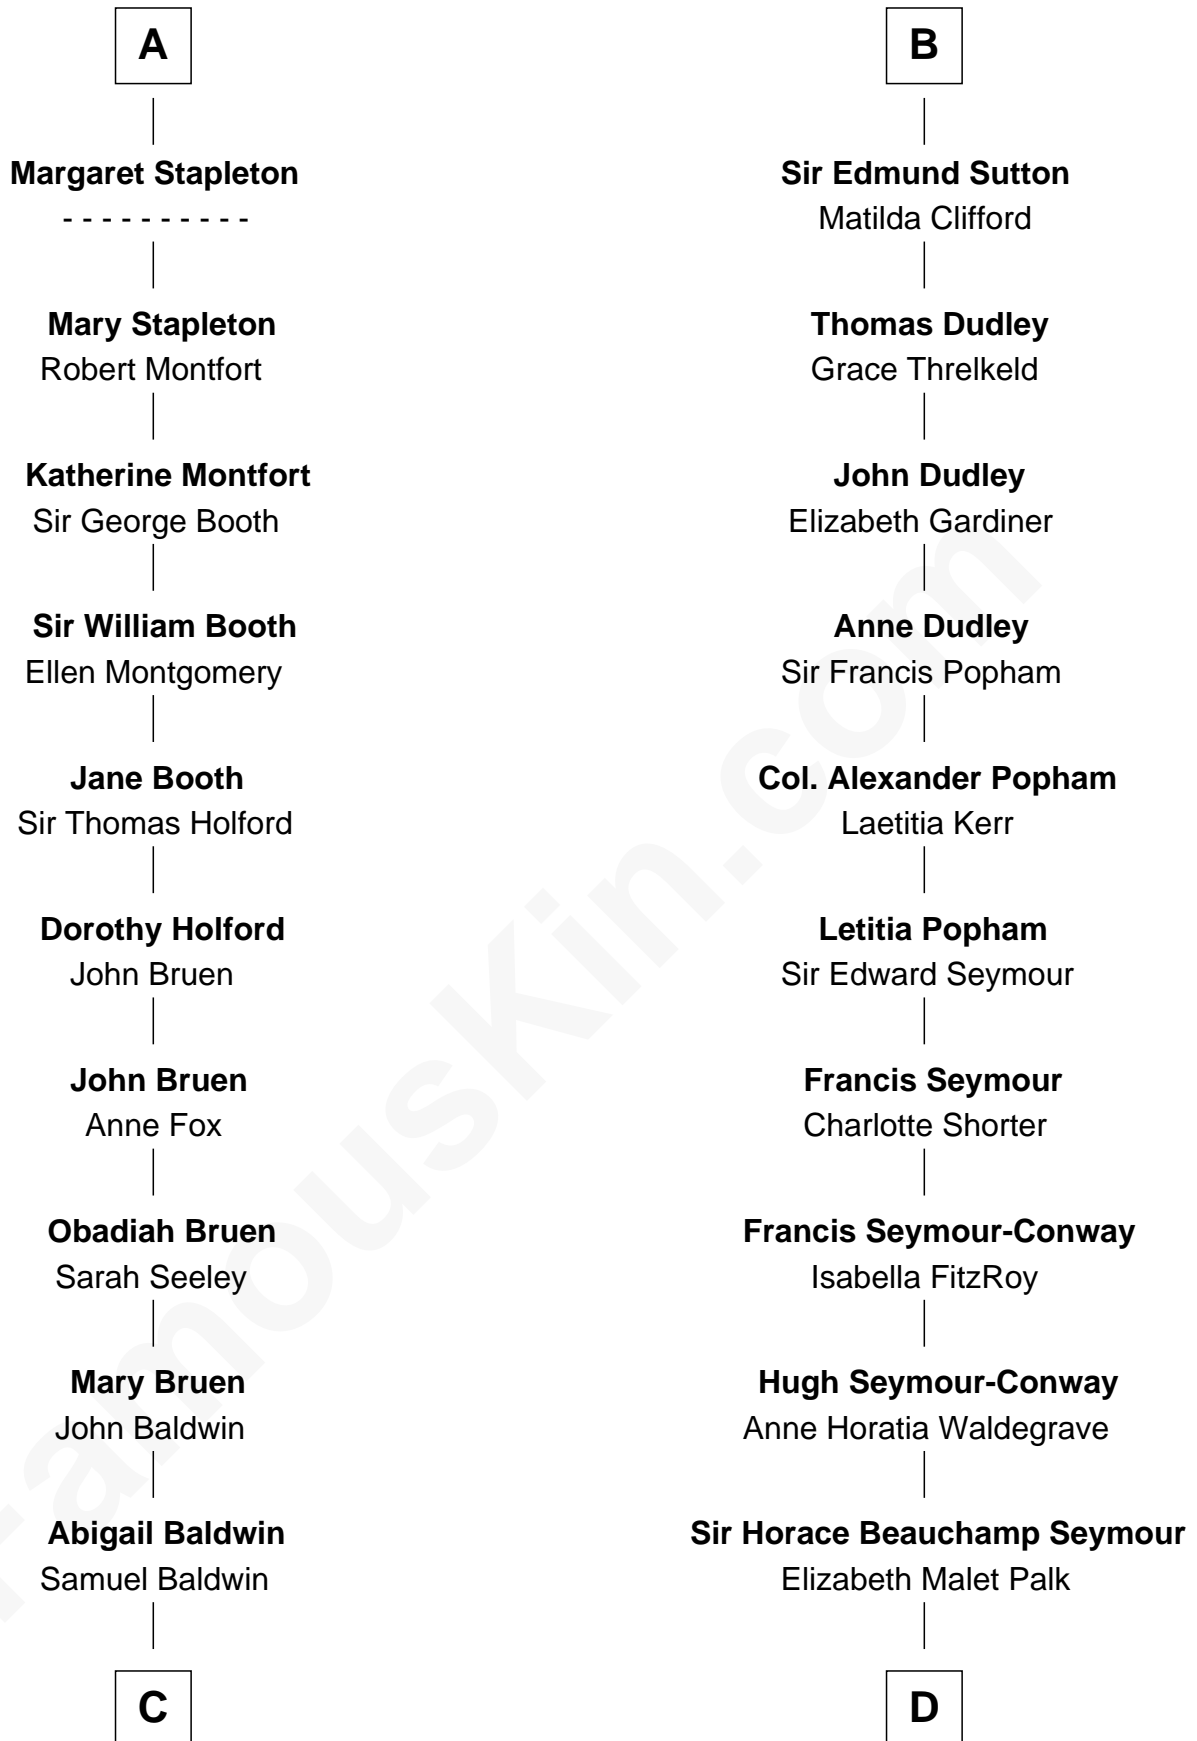 A
Margaret Stapleton
- - - - - - - - - -
Mary Stapleton
Robert Montfort
Katherine Montfort
Sir George Booth
Sir William Booth
Ellen Montgomery
Jane Booth
Sir Thomas Holford
Dorothy Holford
John Bruen
John Bruen
Anne Fox
Obadiah Bruen
Sarah Seeley
Mary Bruen
John Baldwin
Abigail Baldwin
Samuel Baldwin
C
B
Sir Edmund Sutton
Matilda Clifford
Thomas Dudley
Grace Threlkeld
John Dudley
Elizabeth Gardiner
Anne Dudley
Sir Francis Popham
Col. Alexander Popham
Laetitia Kerr
Letitia Popham
Sir Edward Seymour
Francis Seymour
Charlotte Shorter
Francis Seymour-Conway
Isabella FitzRoy
Hugh Seymour-Conway
Anne Horatia Waldegrave
Sir Horace Beauchamp Seymour
Elizabeth Malet Palk
D
FamousKin.com